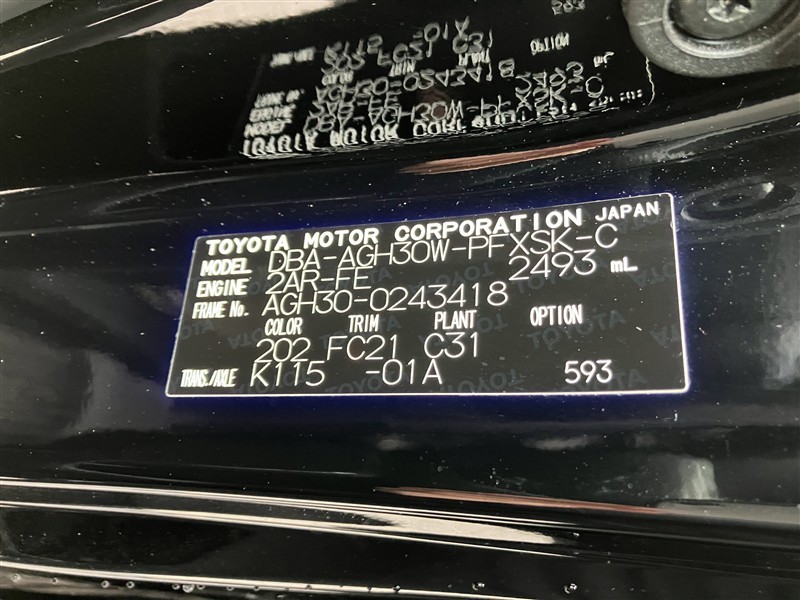 TOYOTA MOTOR CORPORATION JAPAN
MODEL DBA-AGH30W-PFXSK-C
ENGINE 2AR-FE 2493 mL
FRAME No. AGH30-0243418
COLOR TRIM PLANT OPTION
202 FC21 C31
TRANS./AXLE K115 -01A 593